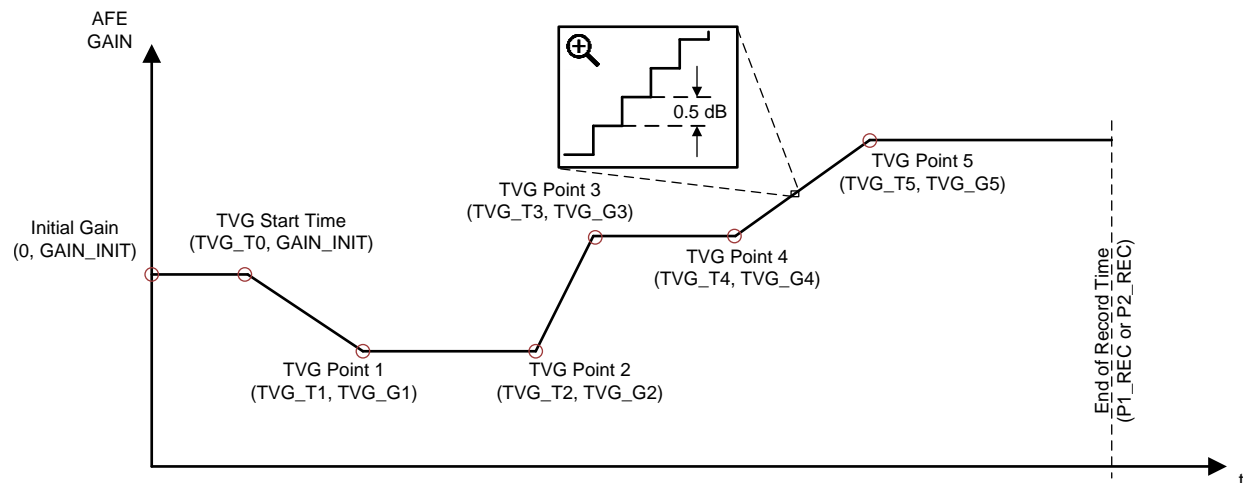 AFE
GAIN
0.5 dB
TVG Point 5
(TVG_T5, TVG_G5)
TVG Point 3
(TVG_T3, TVG_G3)
TVG Start Time
(TVG_T0, GAIN_INIT)
Initial Gain
(0, GAIN_INIT)
TVG Point 4
(TVG_T4, TVG_G4)
TVG Point 1
(TVG_T1, TVG_G1)
TVG Point 2
(TVG_T2, TVG_G2)
End of Record Time
(P1_REC or P2_REC)
t